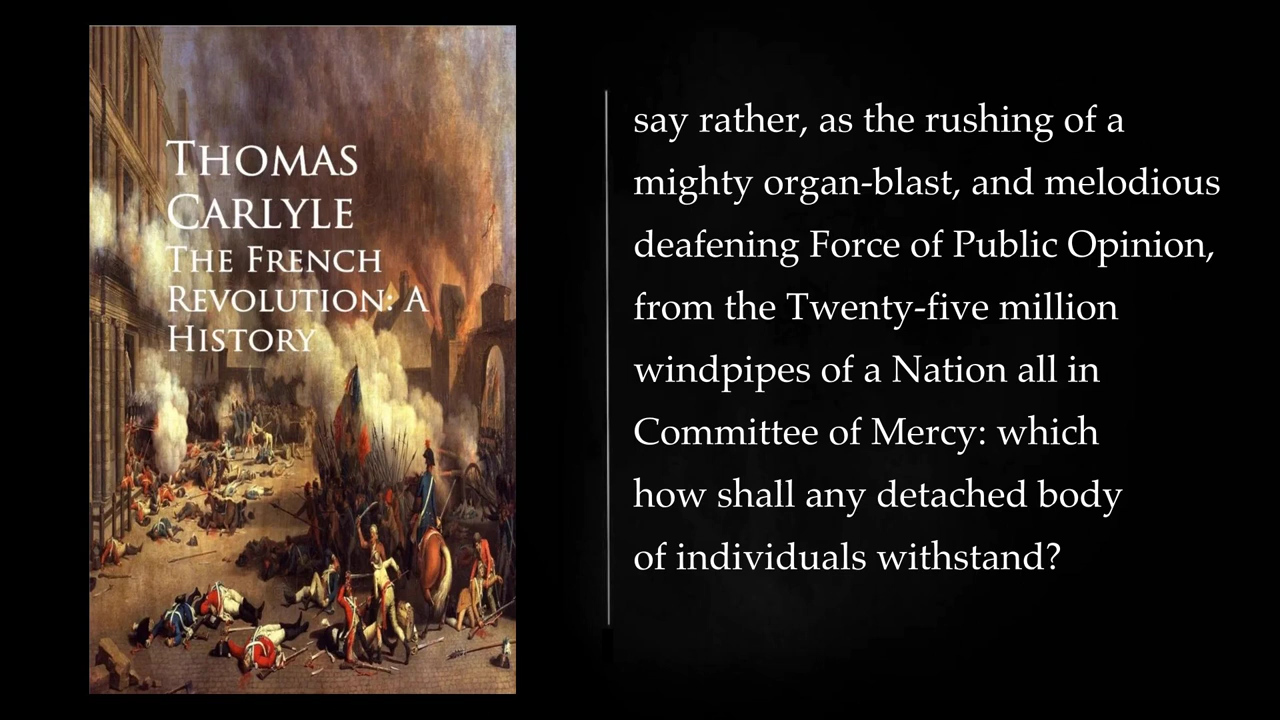 THOMAS
CARLYLE
THE FRENCH
REVOLUTION: A
HISTORY
say rather, as the rushing of a
mighty organ-blast, and melodious
deafening Force of Public Opinion,
from the Twenty-five million
windpipes of a Nation all in
Committee of Mercy: which
how shall any detached body
of individuals withstand?